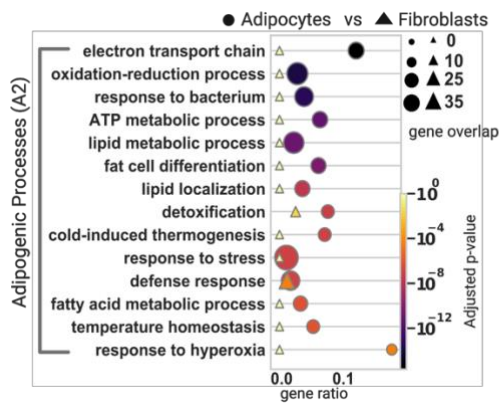 Adipocytes vs Fibroblasts
electron transport chain
oxidation-reduction process
response to bacterium
ATP metabolic process
lipid metabolic process
fat cell differentiation
lipid localization
detoxification
cold-induced thermogenesis
response to stress
defense response
fatty acid metabolic process
temperature homeostasis
response to hyperoxia
Adipogenic Processes (A2)
0.0 0.1
gene ratio
0
10
25
35
gene overlap
10⁰
10⁻⁴
10⁻⁸
10⁻¹²
Adjusted p-value